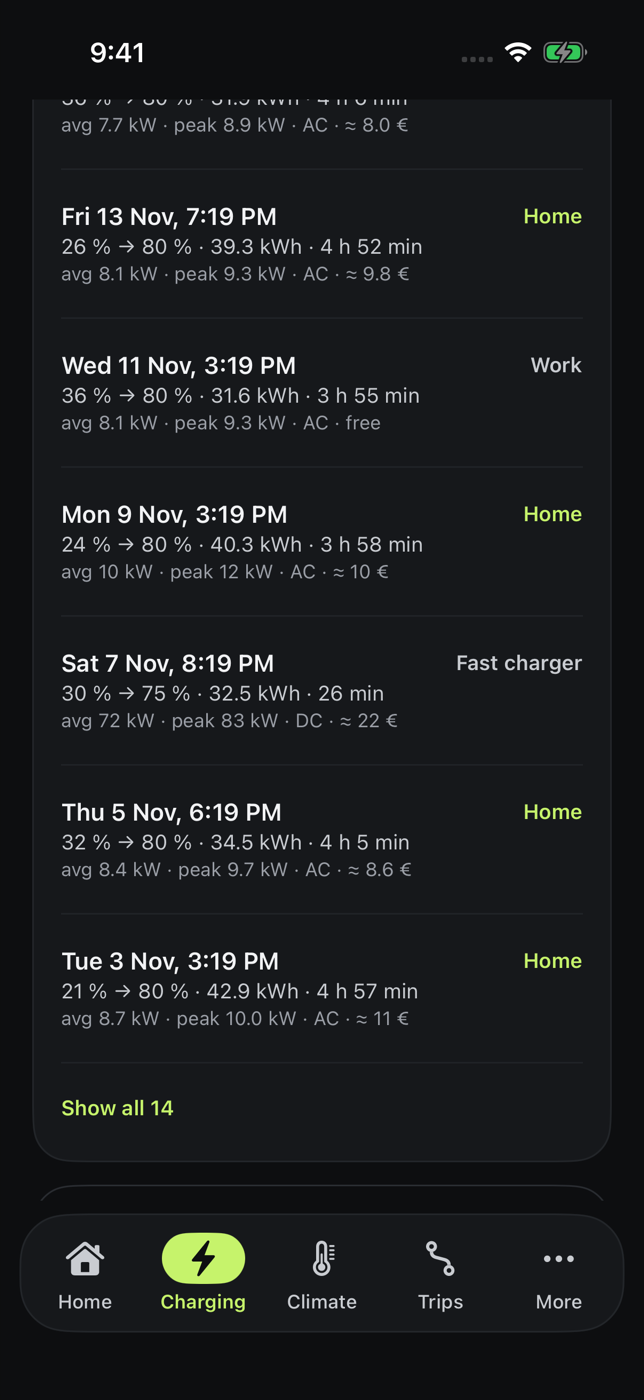 9:41
avg 7.7 kW · peak 8.9 kW · AC · ≈ 8.0 €
Fri 13 Nov, 7:19 PM
Home
26 % → 80 % · 39.3 kWh · 4 h 52 min
avg 8.1 kW · peak 9.3 kW · AC · ≈ 9.8 €
Wed 11 Nov, 3:19 PM
Work
36 % → 80 % · 31.6 kWh · 3 h 55 min
avg 8.1 kW · peak 9.3 kW · AC · free
Mon 9 Nov, 3:19 PM
Home
24 % → 80 % · 40.3 kWh · 3 h 58 min
avg 10 kW · peak 12 kW · AC · ≈ 10 €
Sat 7 Nov, 8:19 PM
Fast charger
30 % → 75 % · 32.5 kWh · 26 min
avg 72 kW · peak 83 kW · DC · ≈ 22 €
Thu 5 Nov, 6:19 PM
Home
32 % → 80 % · 34.5 kWh · 4 h 5 min
avg 8.4 kW · peak 9.7 kW · AC · ≈ 8.6 €
Tue 3 Nov, 3:19 PM
Home
21 % → 80 % · 42.9 kWh · 4 h 57 min
avg 8.7 kW · peak 10.0 kW · AC · ≈ 11 €
Show all 14
Home
Charging
Climate
Trips
More